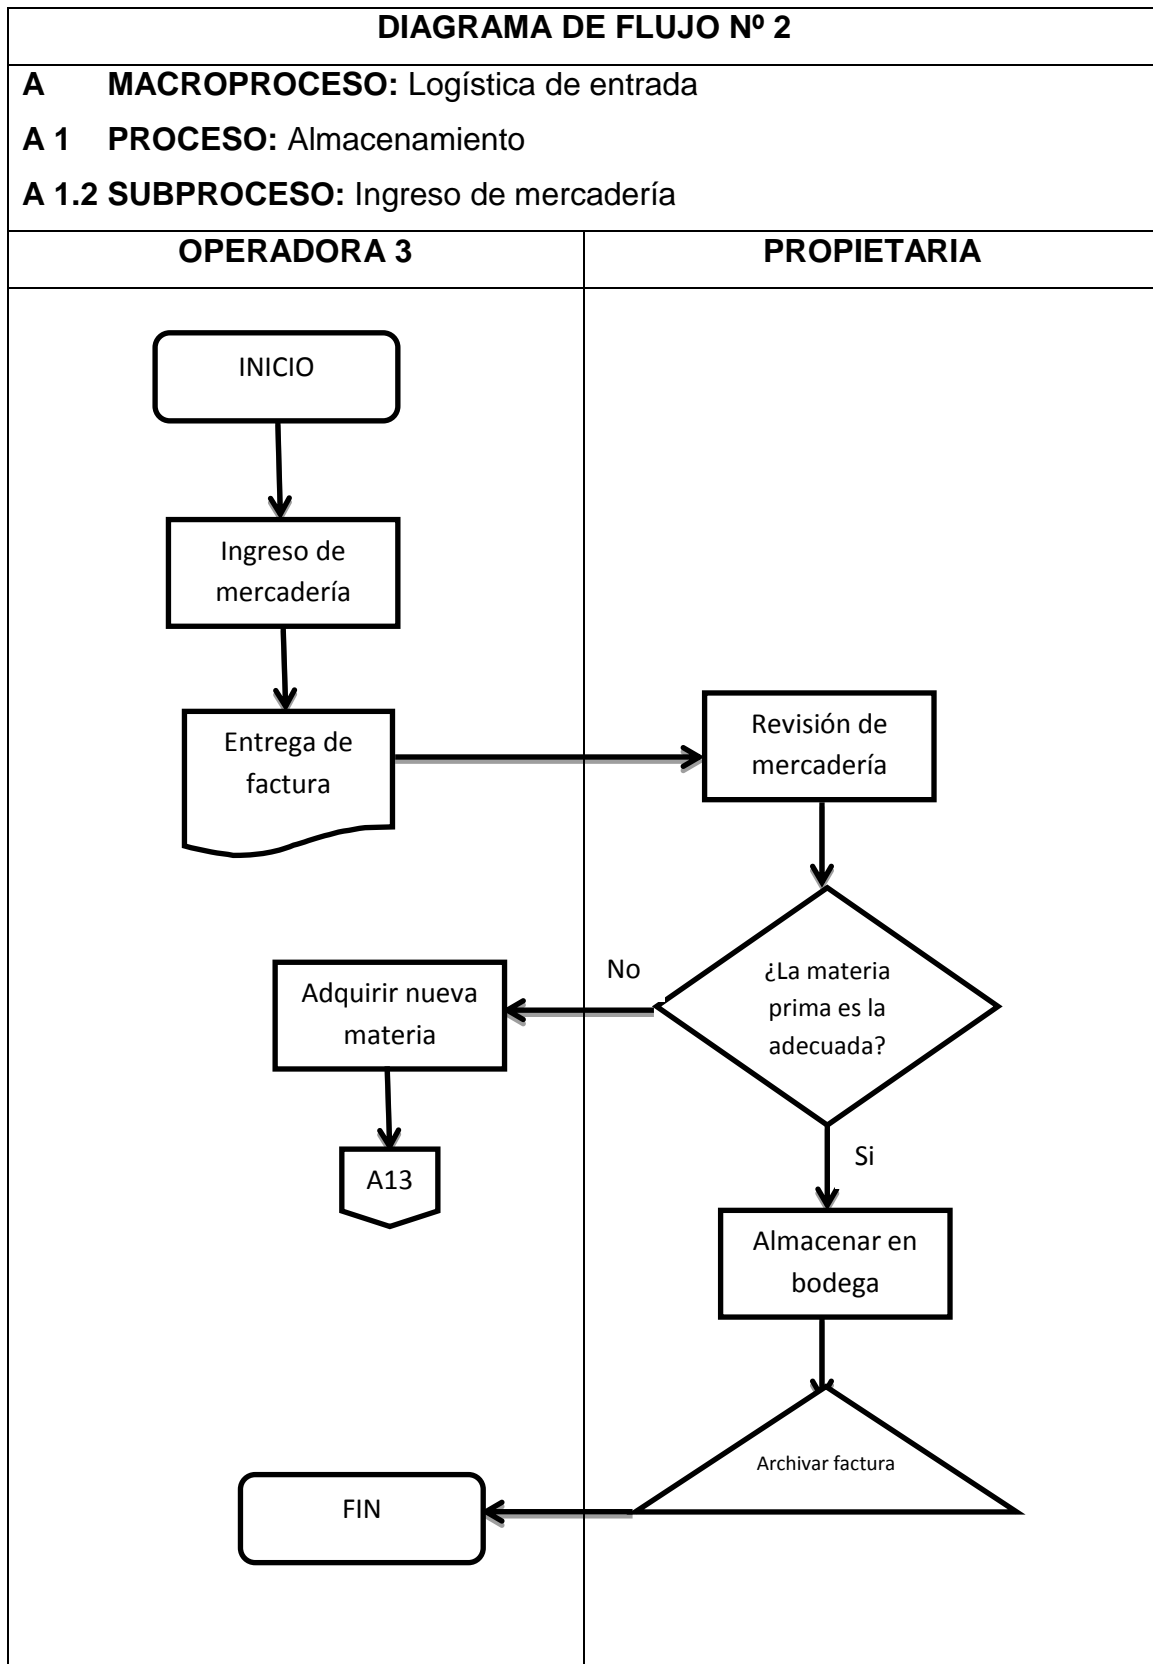 DIAGRAMA DE FLUJO Nº 2
A MACROPROCESO: Logística de entrada
A 1 PROCESO: Almacenamiento
A 1.2 SUBPROCESO: Ingreso de mercadería
OPERADORA 3
PROPIETARIA
INICIO
Ingreso de
mercadería
Entrega de
factura
Revisión de
mercadería
¿La materia
prima es la
adecuada?
No
Adquirir nueva
materia
A13
Si
Almacenar en
bodega
Archivar factura
FIN